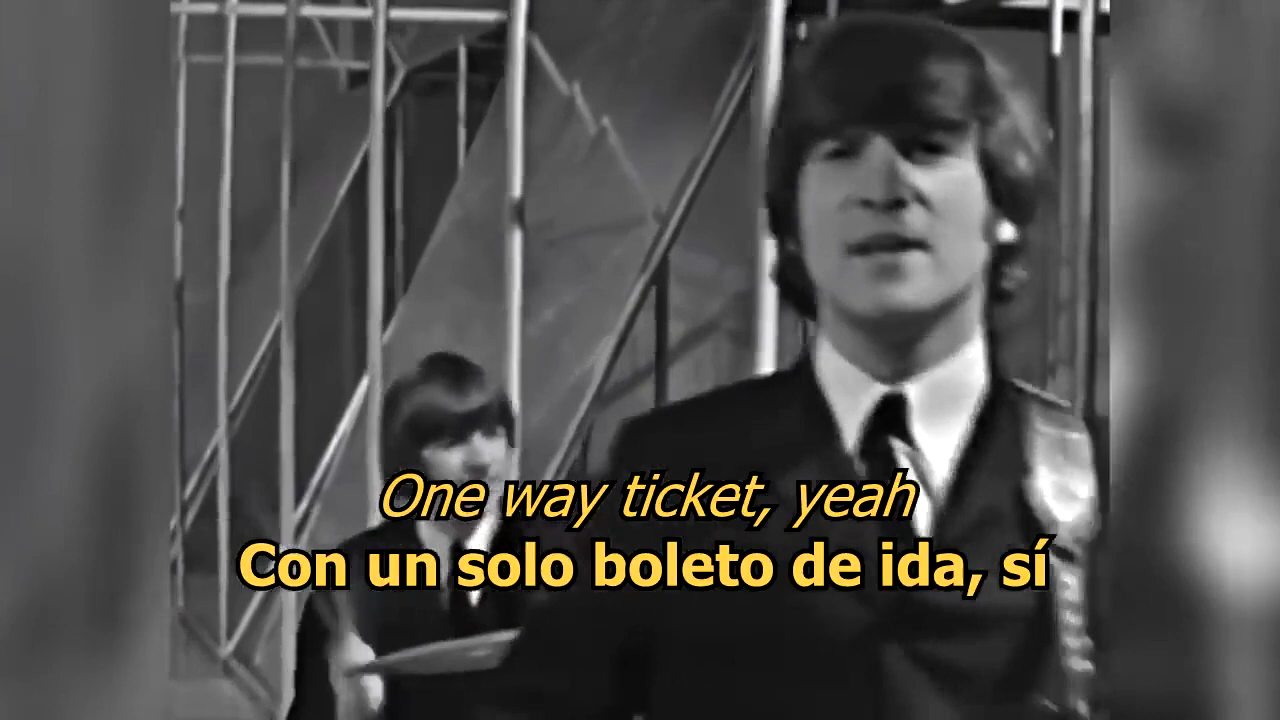 One way ticket, yeah
Con un solo boleto de ida, sí